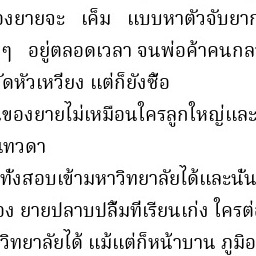 องยายจะ เค็ม แบบหาตัวจับยาก
ๆ อยู่ตลอดเวลา จนพ่อค้าคนกล
ัดหัวเหวี่ยง แต่ก็ยังซื้อ
นของยายไม่เหมือนใครลูกใหญ่และ
เทวดา
ทั้งสอบเข้ามหาวิทยาลัยได้และนั่น
อง ยายปลาบปลื้มที่เรียนเก่ง ใครต่
วิทยาลัยได้ แม้แต่ก็หน้าบาน ภูมิอ